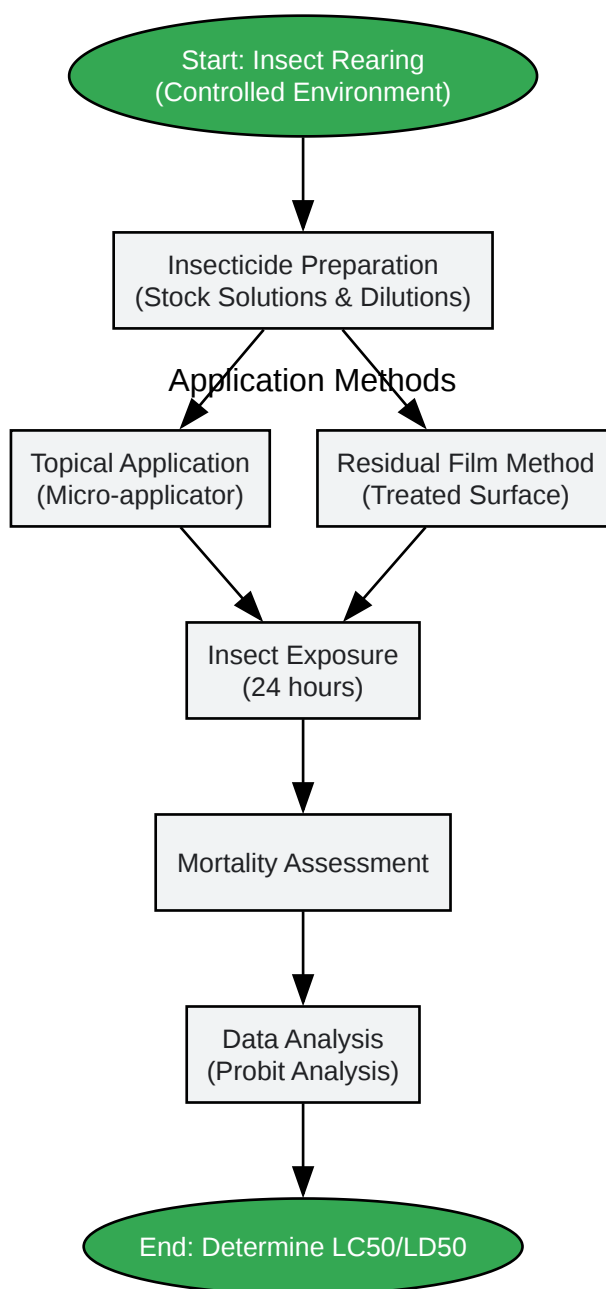 Start: Insect Rearing
(Controlled Environment)
Insecticide Preparation
(Stock Solutions & Dilutions)
Application Methods
Topical Application
(Micro-applicator)
Residual Film Method
(Treated Surface)
Insect Exposure
(24 hours)
Mortality Assessment
Data Analysis
(Probit Analysis)
End: Determine LC50/LD50